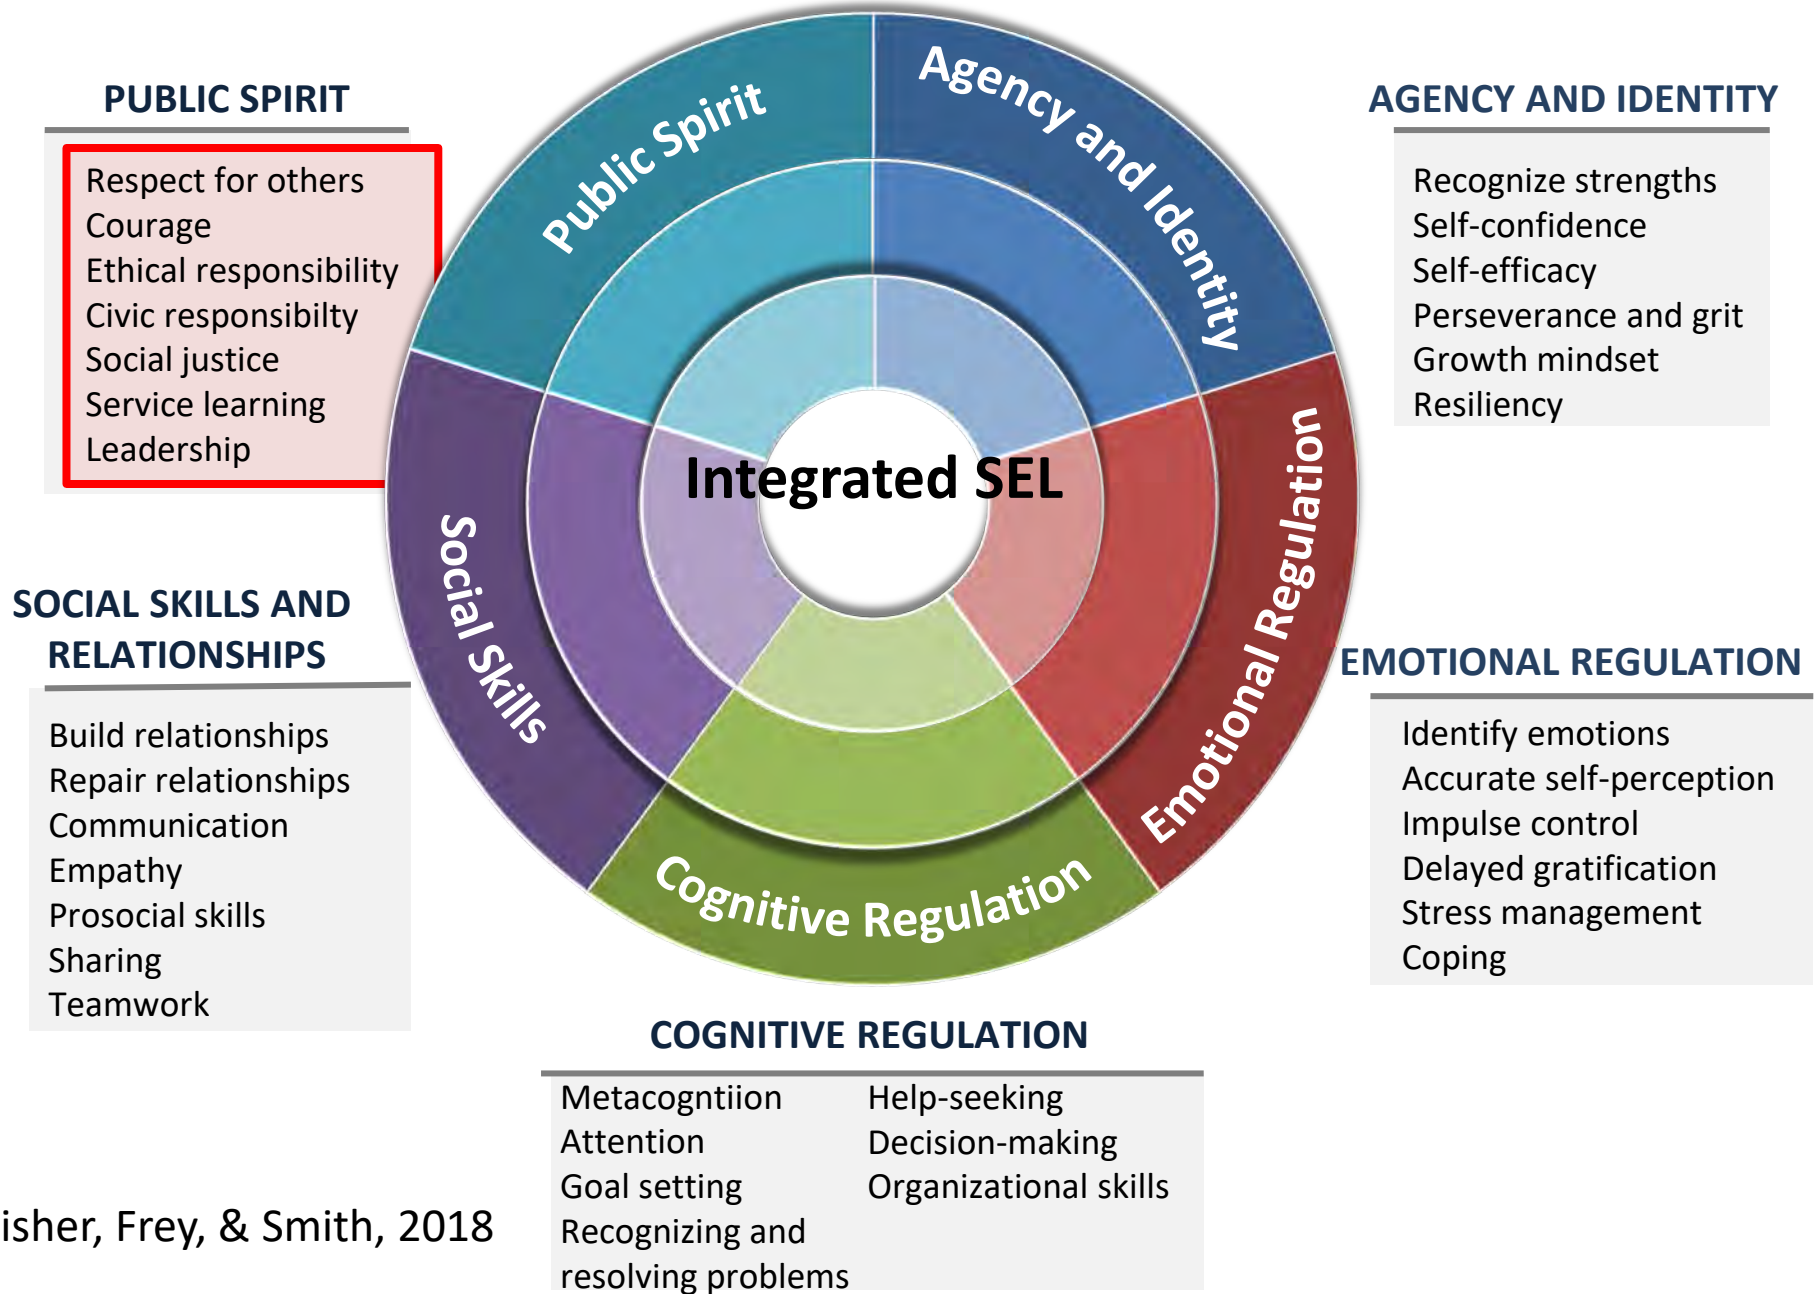 PUBLIC SPIRIT
Respect for others
Courage
Ethical responsibility
Civic responsibilty
Social justice
Service learning
Leadership
Public Spirit
Agency and Identity
Emotional Regulation
Cognitive Regulation
Social Skills
Integrated SEL
AGENCY AND IDENTITY
Recognize strengths
Self-confidence
Self-efficacy
Perseverance and grit
Growth mindset
Resiliency
SOCIAL SKILLS AND
RELATIONSHIPS
Build relationships
Repair relationships
Communication
Empathy
Prosocial skills
Sharing
Teamwork
EMOTIONAL REGULATION
Identify emotions
Accurate self-perception
Impulse control
Delayed gratification
Stress management
Coping
COGNITIVE REGULATION
Metacogntiion
Attention
Goal setting
Recognizing and
resolving problems
Help-seeking
Decision-making
Organizational skills
isher, Frey, & Smith, 2018